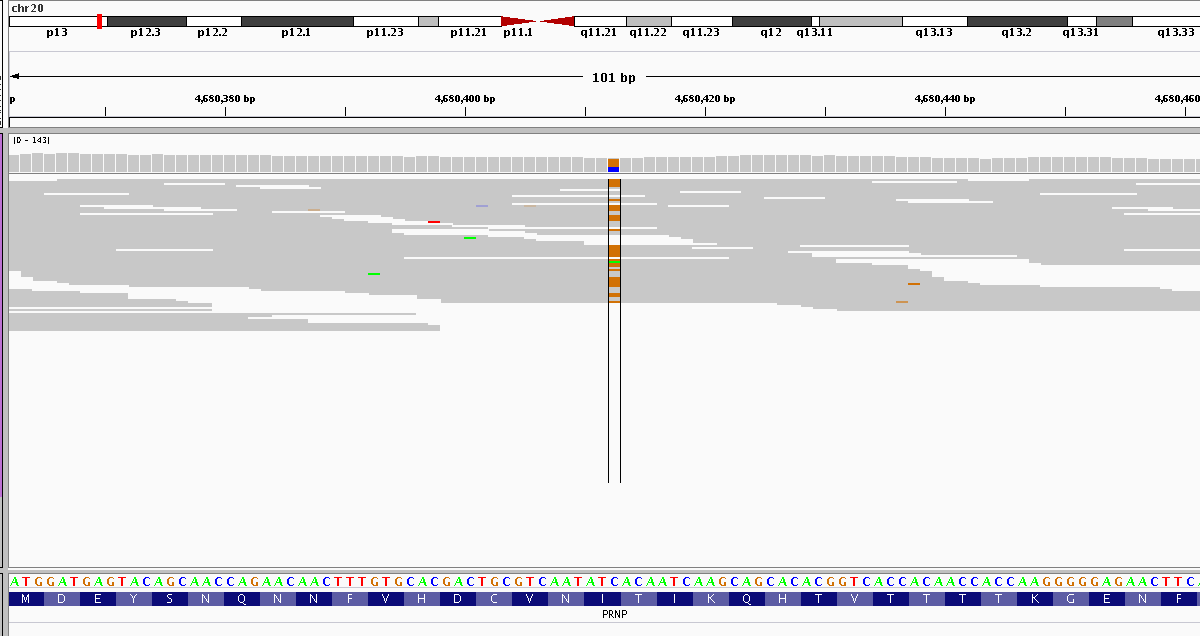 chr20
p13 p12.3 p12.2 p12.1 p11.23 p11.21 p11.1 q11.21 q11.22 q11.23 q12 q13.11 q13.13 q13.2 q13.31 q13.33
101 bp
p 4,680,380 bp 4,680,400 bp 4,680,420 bp 4,680,440 bp 4,680,460
[0 - 143]
ATGGATGAGTACAGCAACCAGAACAACTTTGTGCACGACTGCGTCAATATCACAATCAAGCAGCACACGGTCACCACAACCACCAAGGGGGAGAACTTC
M D E Y S N Q N N F V H D C V N I T I K Q H T V T T T T K G E N F
PRNP